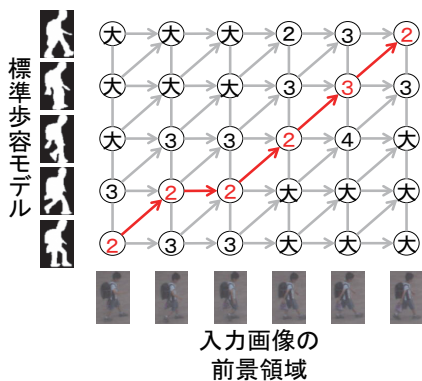 標準歩容モデル
大 大 大 2 3 2
大 大 大 3 3 3
大 3 3 2 4 大
3 2 2 大 大 大
2 3 3 大 大 大
入力画像の
前景領域